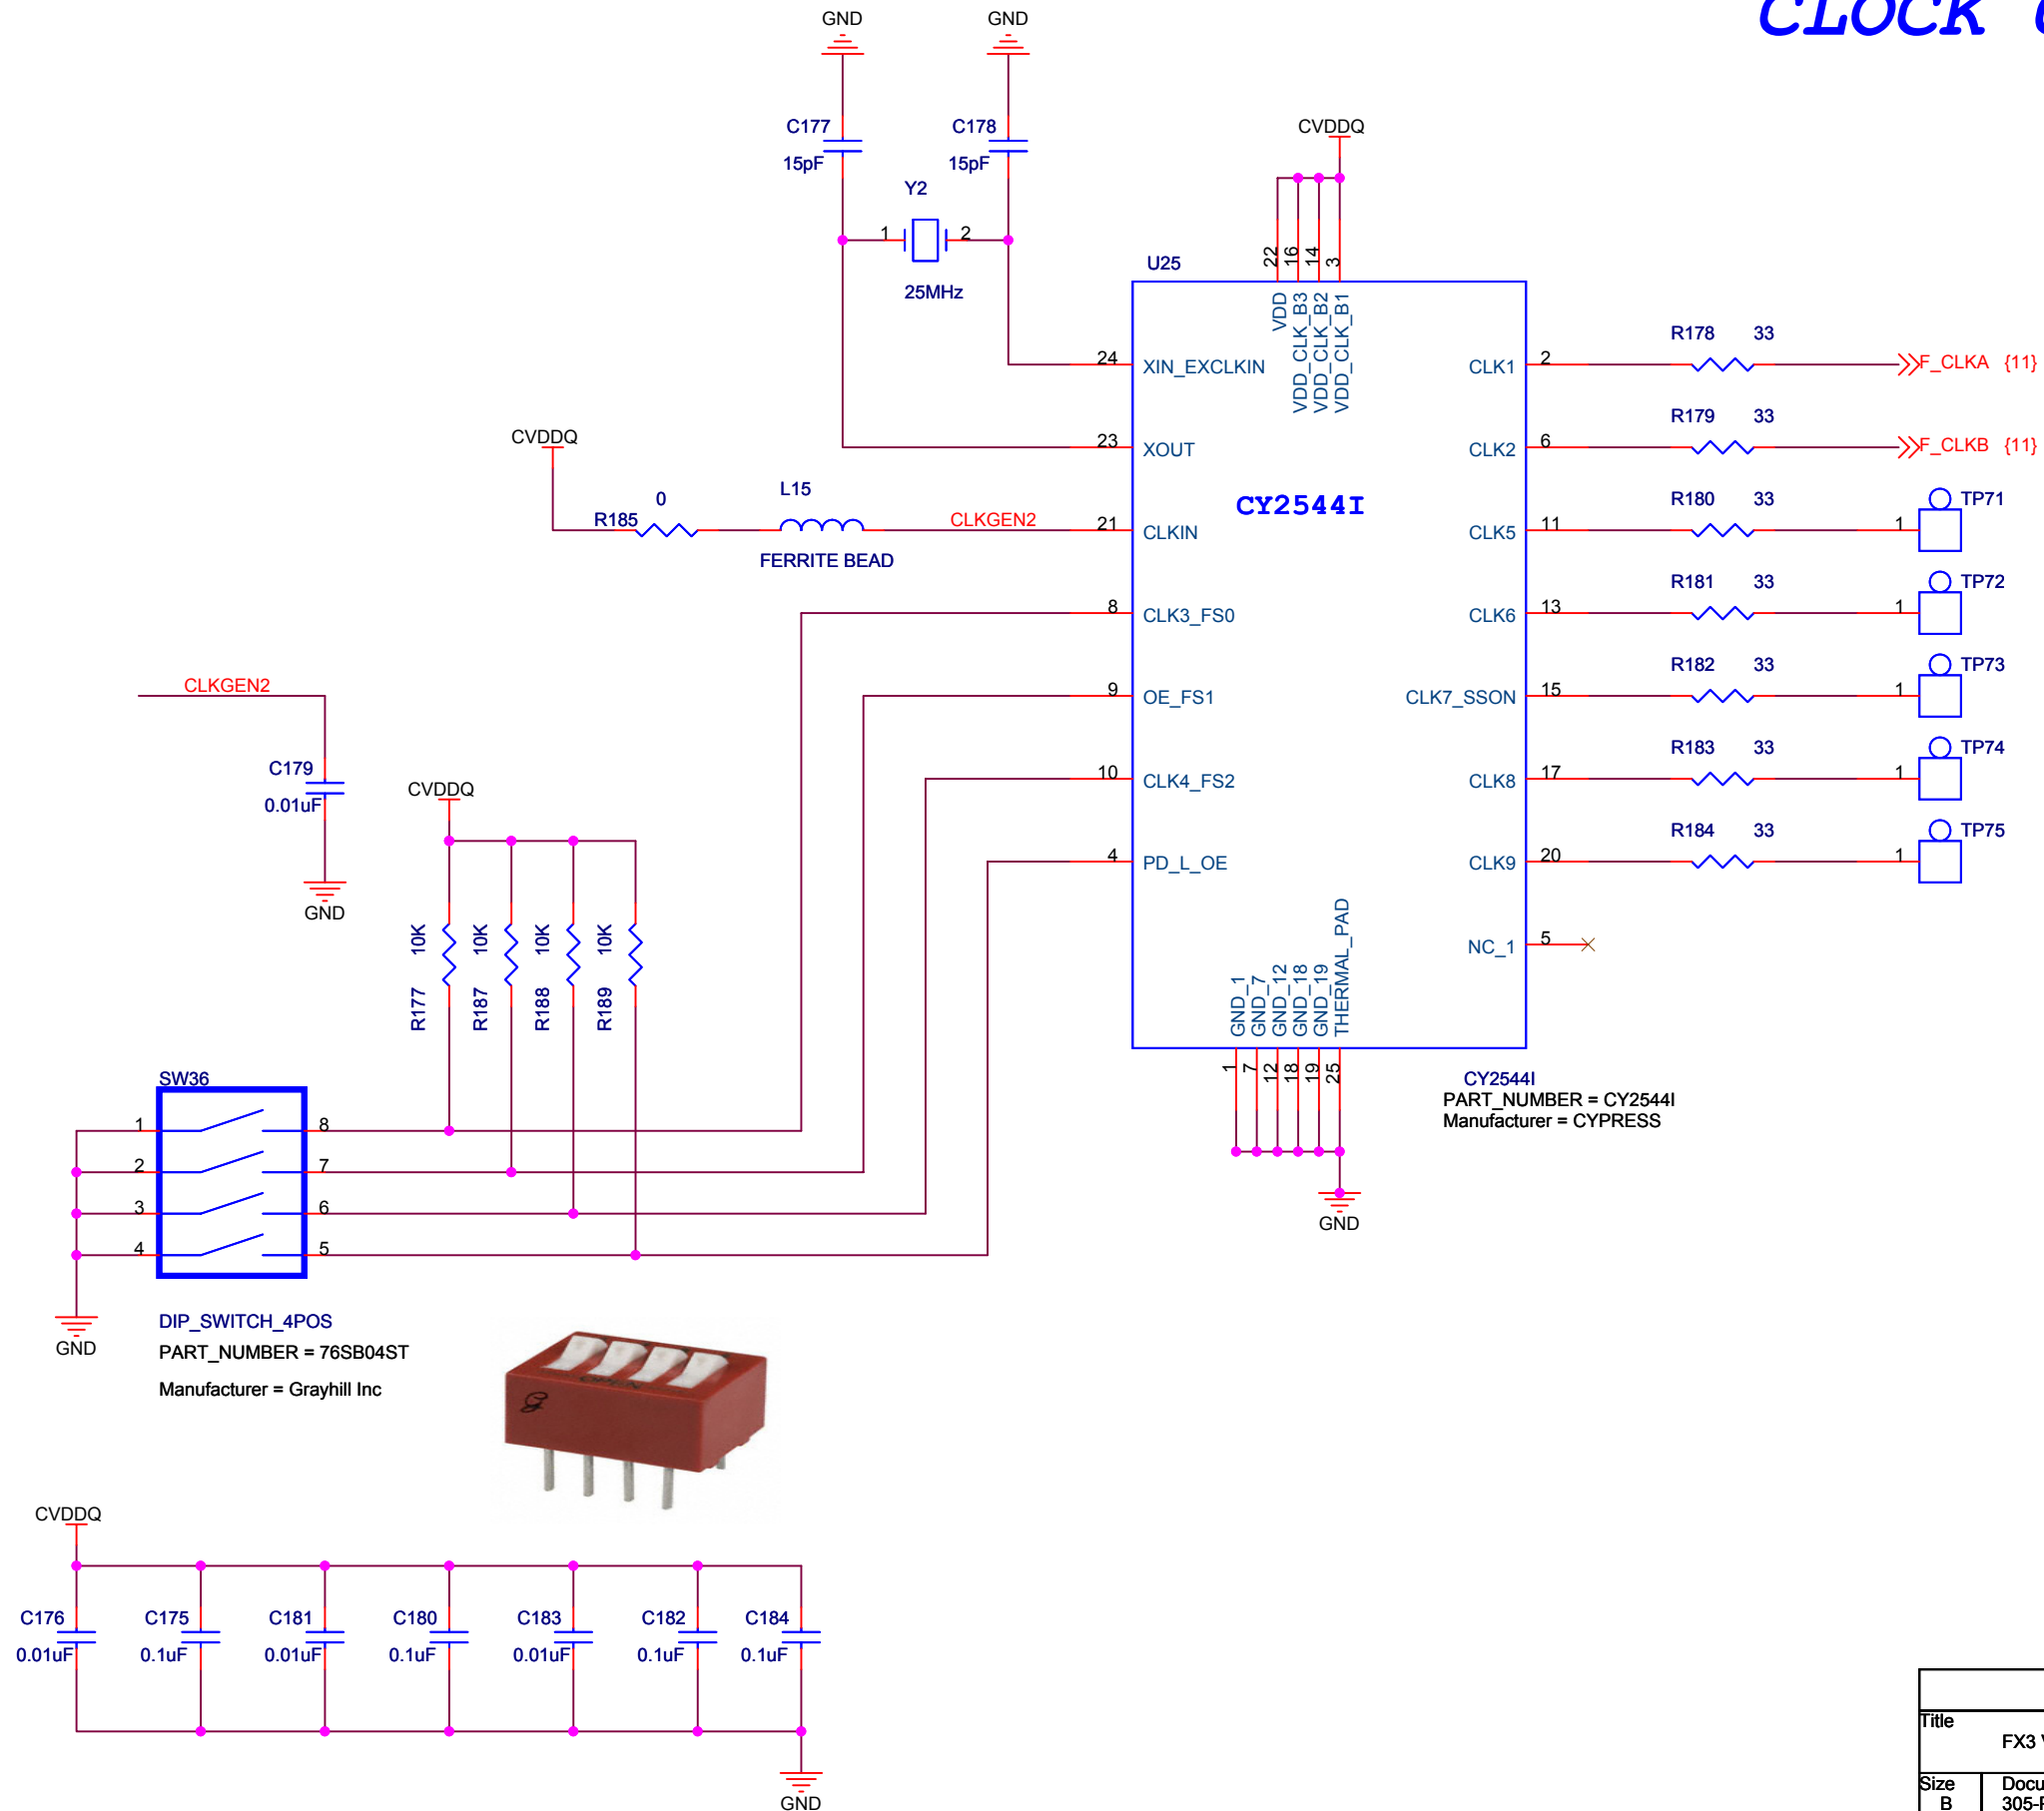 CLOCK
GND
GND
C177
15pF
C178
15pF
Y2
1
2
25MHz
CVDDQ
22
16
14
3
U25
VDD
VDD_CLK_B3
VDD_CLK_B2
VDD_CLK_B1
24
XIN_EXCLKIN
23
XOUT
CY2544I
CVDDQ
R185
0
L15
FERRITE BEAD
CLKGEN2
21
CLKIN
8
CLK3_FS0
9
OE_FS1
10
CLK4_FS2
4
PD_L_OE
CLK1
2
R178
33
F_CLKA
{11}
CLK2
6
R179
33
F_CLKB
{11}
CLK5
11
R180
33
1
TP71
CLK6
13
R181
33
1
TP72
CLK7_SSON
15
R182
33
1
TP73
CLK8
17
R183
33
1
TP74
CLK9
20
R184
33
1
TP75
NC_1
5
GND_1
GND_7
GND_12
GND_18
GND_19
THERMAL_PAD
1
7
12
18
19
25
GND
CY2544I
PART_NUMBER = CY2544I
Manufacturer = CYPRESS
CLKGEN2
C179
0.01uF
GND
CVDDQ
10K
10K
10K
10K
R177
R187
R188
R189
SW36
1
8
2
7
3
6
4
5
GND
DIP_SWITCH_4POS
PART_NUMBER = 76SB04ST
Manufacturer = Grayhill Inc
CVDDQ
C176
0.01uF
C175
0.1uF
C181
0.01uF
C180
0.1uF
C183
0.01uF
C182
0.1uF
C184
0.1uF
GND
Title
FX3
Size
B